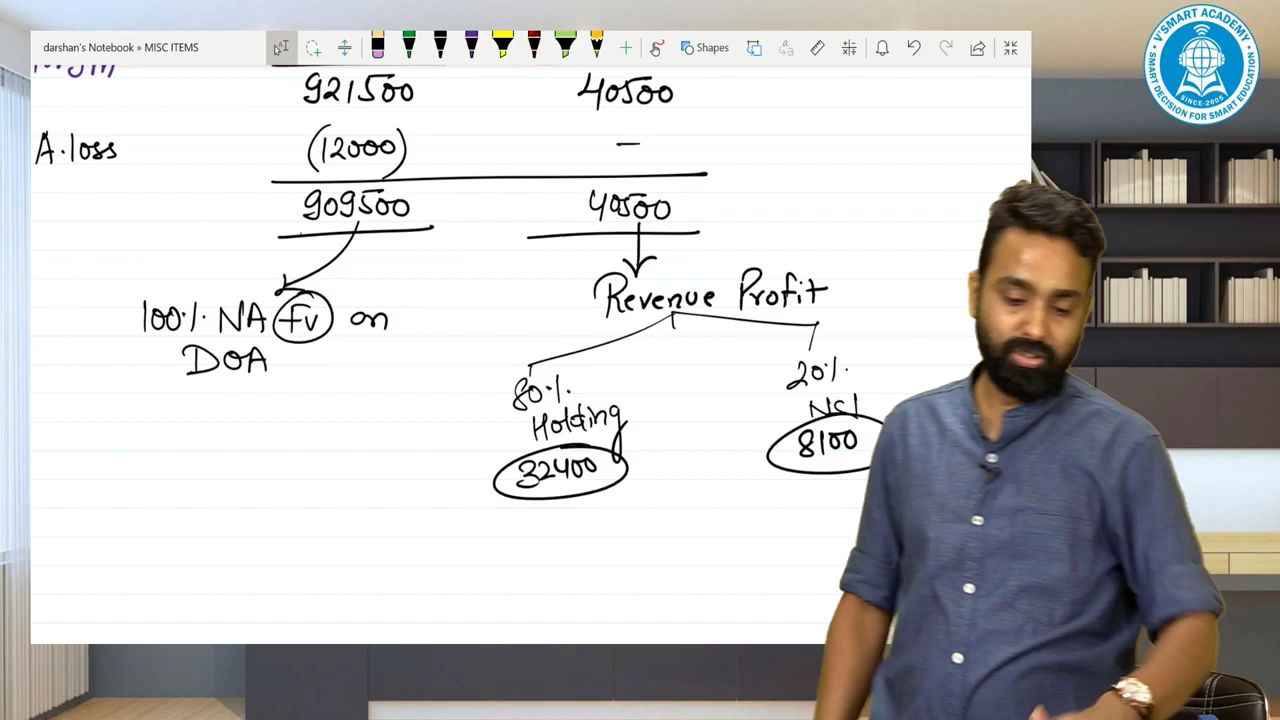 darshan's Notebook » MISC ITEMS
Shapes
921500 40500
A.loss (12000) —
909500 40500
100% NA (fv) on
DOA
Revenue Profit
80%
Holding
32400
20%
NCI
8100
V'SMART ACADEMY
SINCE-2005
SMART DECISION FOR SMART EDUCATION